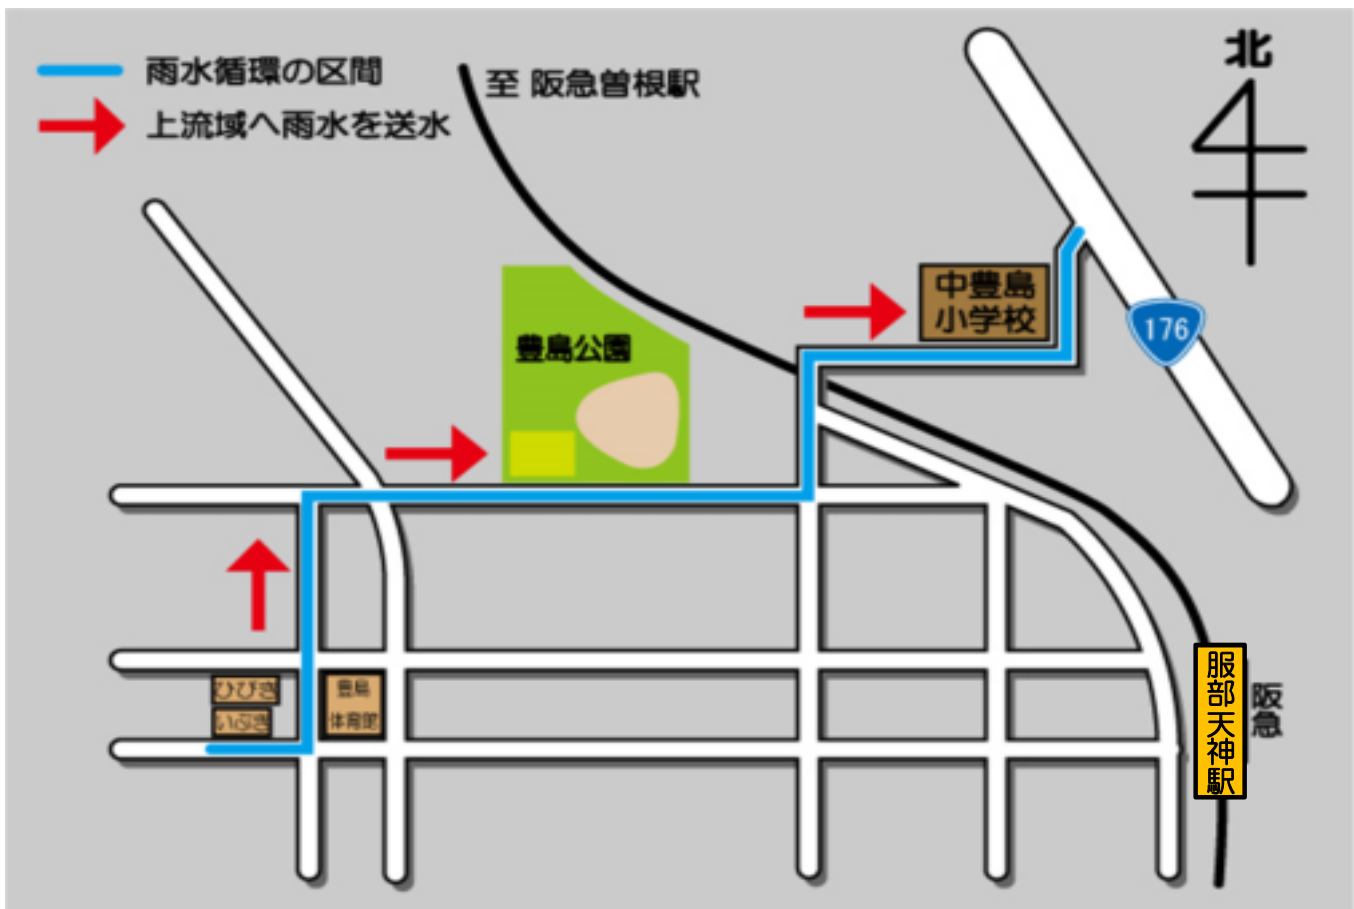 雨水循環の区間
上流域へ雨水を送水
至 阪急曽根駅
北
中豊島
小学校
176
豊島公園
ひびき
いぶき
豊島
体育館
服部天神駅
阪急